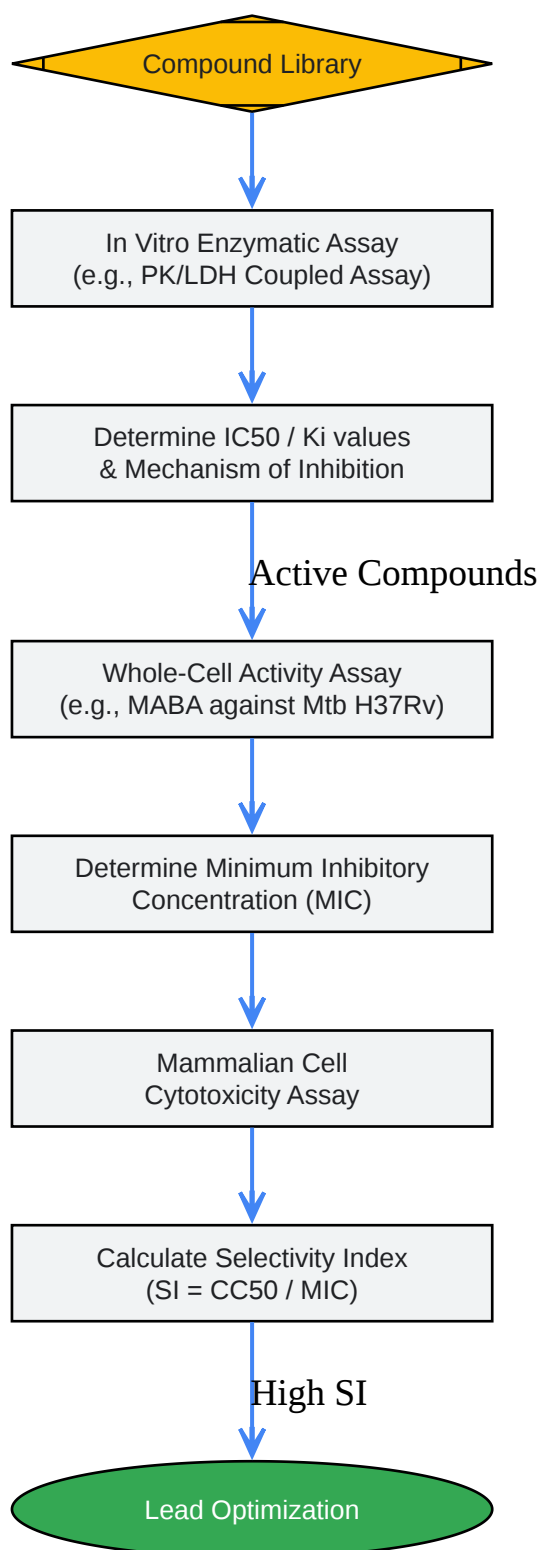 Compound Library
In Vitro Enzymatic Assay
(e.g., PK/LDH Coupled Assay)
Determine IC50 / Ki values
& Mechanism of Inhibition
Active Compounds
Whole-Cell Activity Assay
(e.g., MABA against Mtb H37Rv)
Determine Minimum Inhibitory
Concentration (MIC)
Mammalian Cell
Cytotoxicity Assay
Calculate Selectivity Index
(SI = CC50 / MIC)
High SI
Lead Optimization